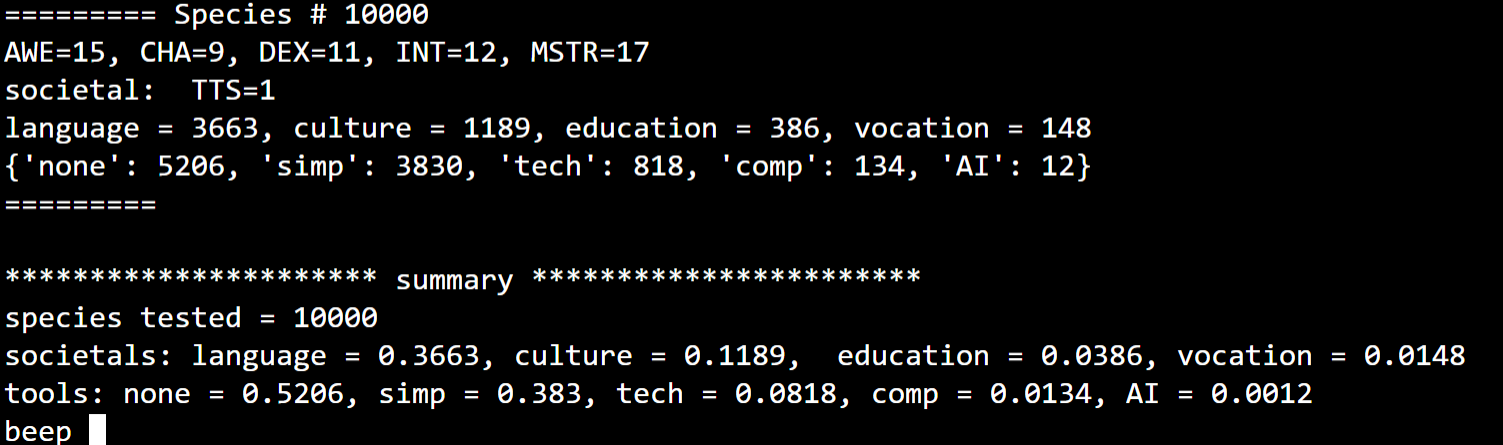 ========= Species # 10000
AWE=15, CHA=9, DEX=11, INT=12, MSTR=17
societal:  TTS=1
language = 3663, culture = 1189, education = 386, vocation = 148
{'none': 5206, 'simp': 3830, 'tech': 818, 'comp': 134, 'AI': 12}
=========
********************** summary ***********************
species tested = 10000
societals: language = 0.3663, culture = 0.1189,  education = 0.0386, vocation = 0.0148
tools: none = 0.5206, simp = 0.383, tech = 0.0818, comp = 0.0134, AI = 0.0012
beep